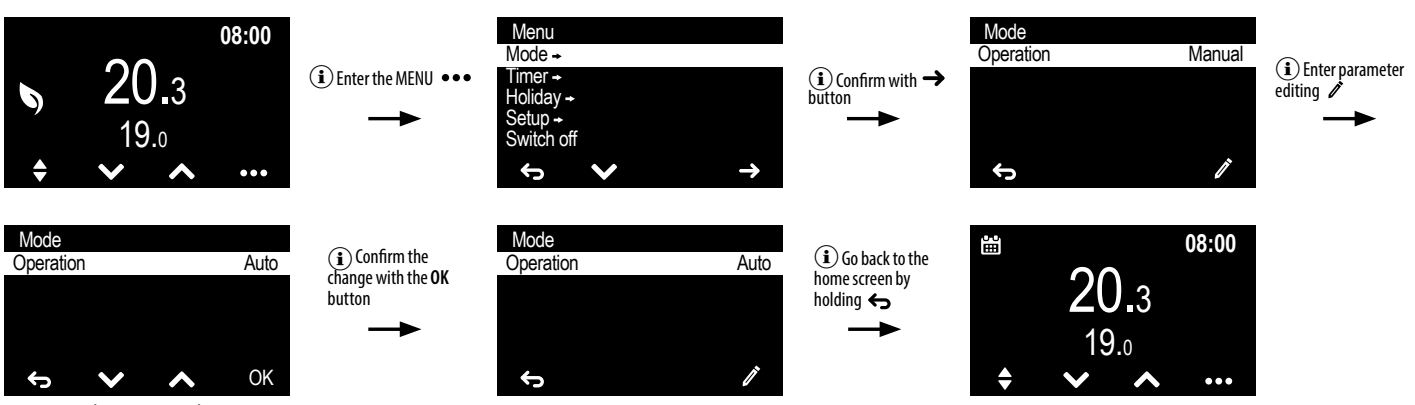 08:00
20.3
19.0
Enter the MENU
Menu
Mode
Timer
Holiday
Setup
Switch off
Confirm with
button
Mode
Operation Manual
Enter parameter
editing
Mode
Operation Auto
OK
Confirm the
change with the OK
button
Mode
Operation Auto
Go back to the
home screen by
holding
08:00
20.3
19.0